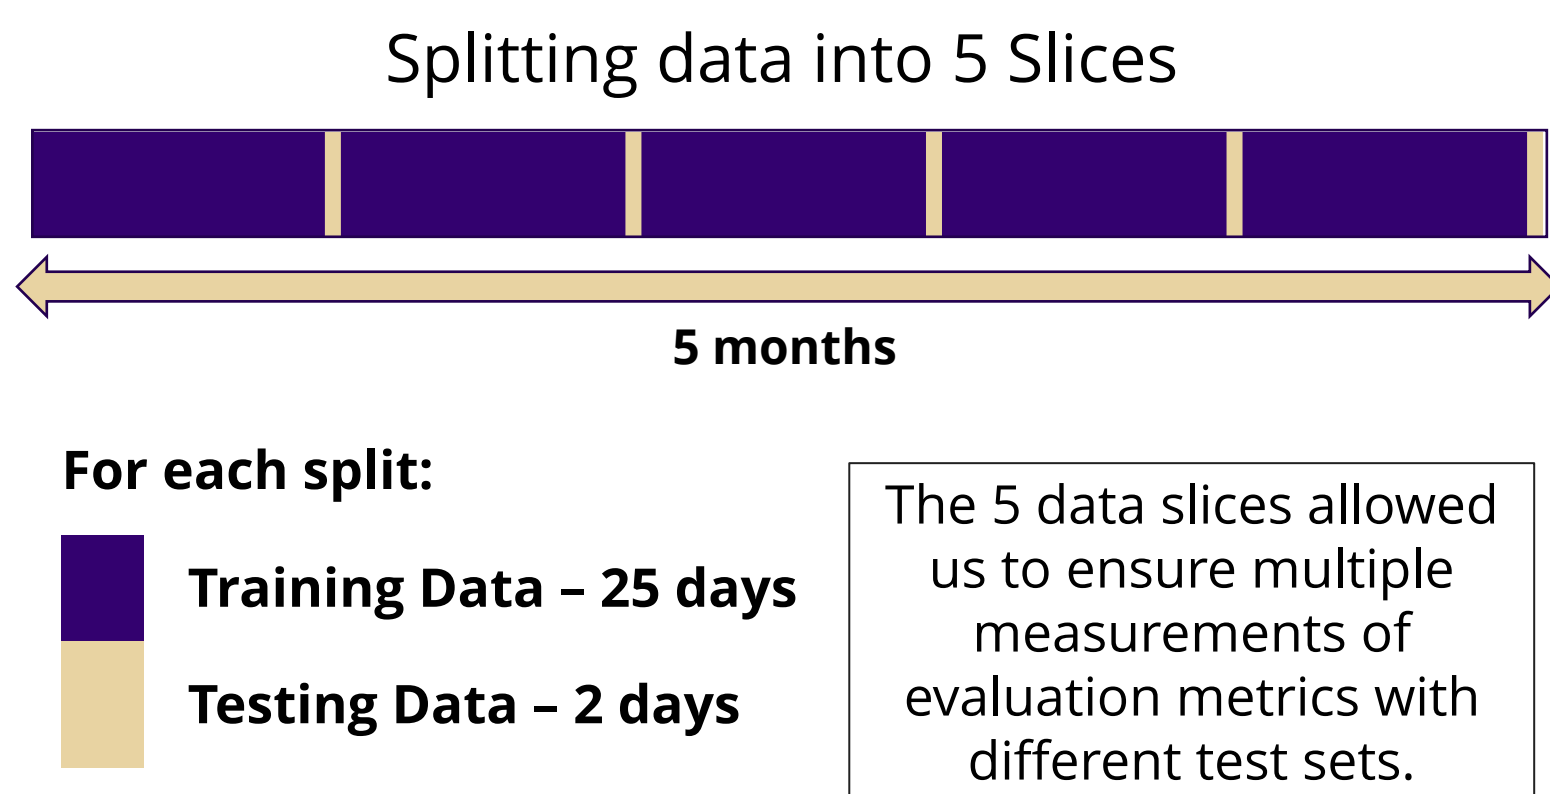 Splitting data into 5 Slices
5 months
For each split:
Training Data – 25 days
Testing Data – 2 days
The 5 data slices allowed
us to ensure multiple
measurements of
evaluation metrics with
different test sets.